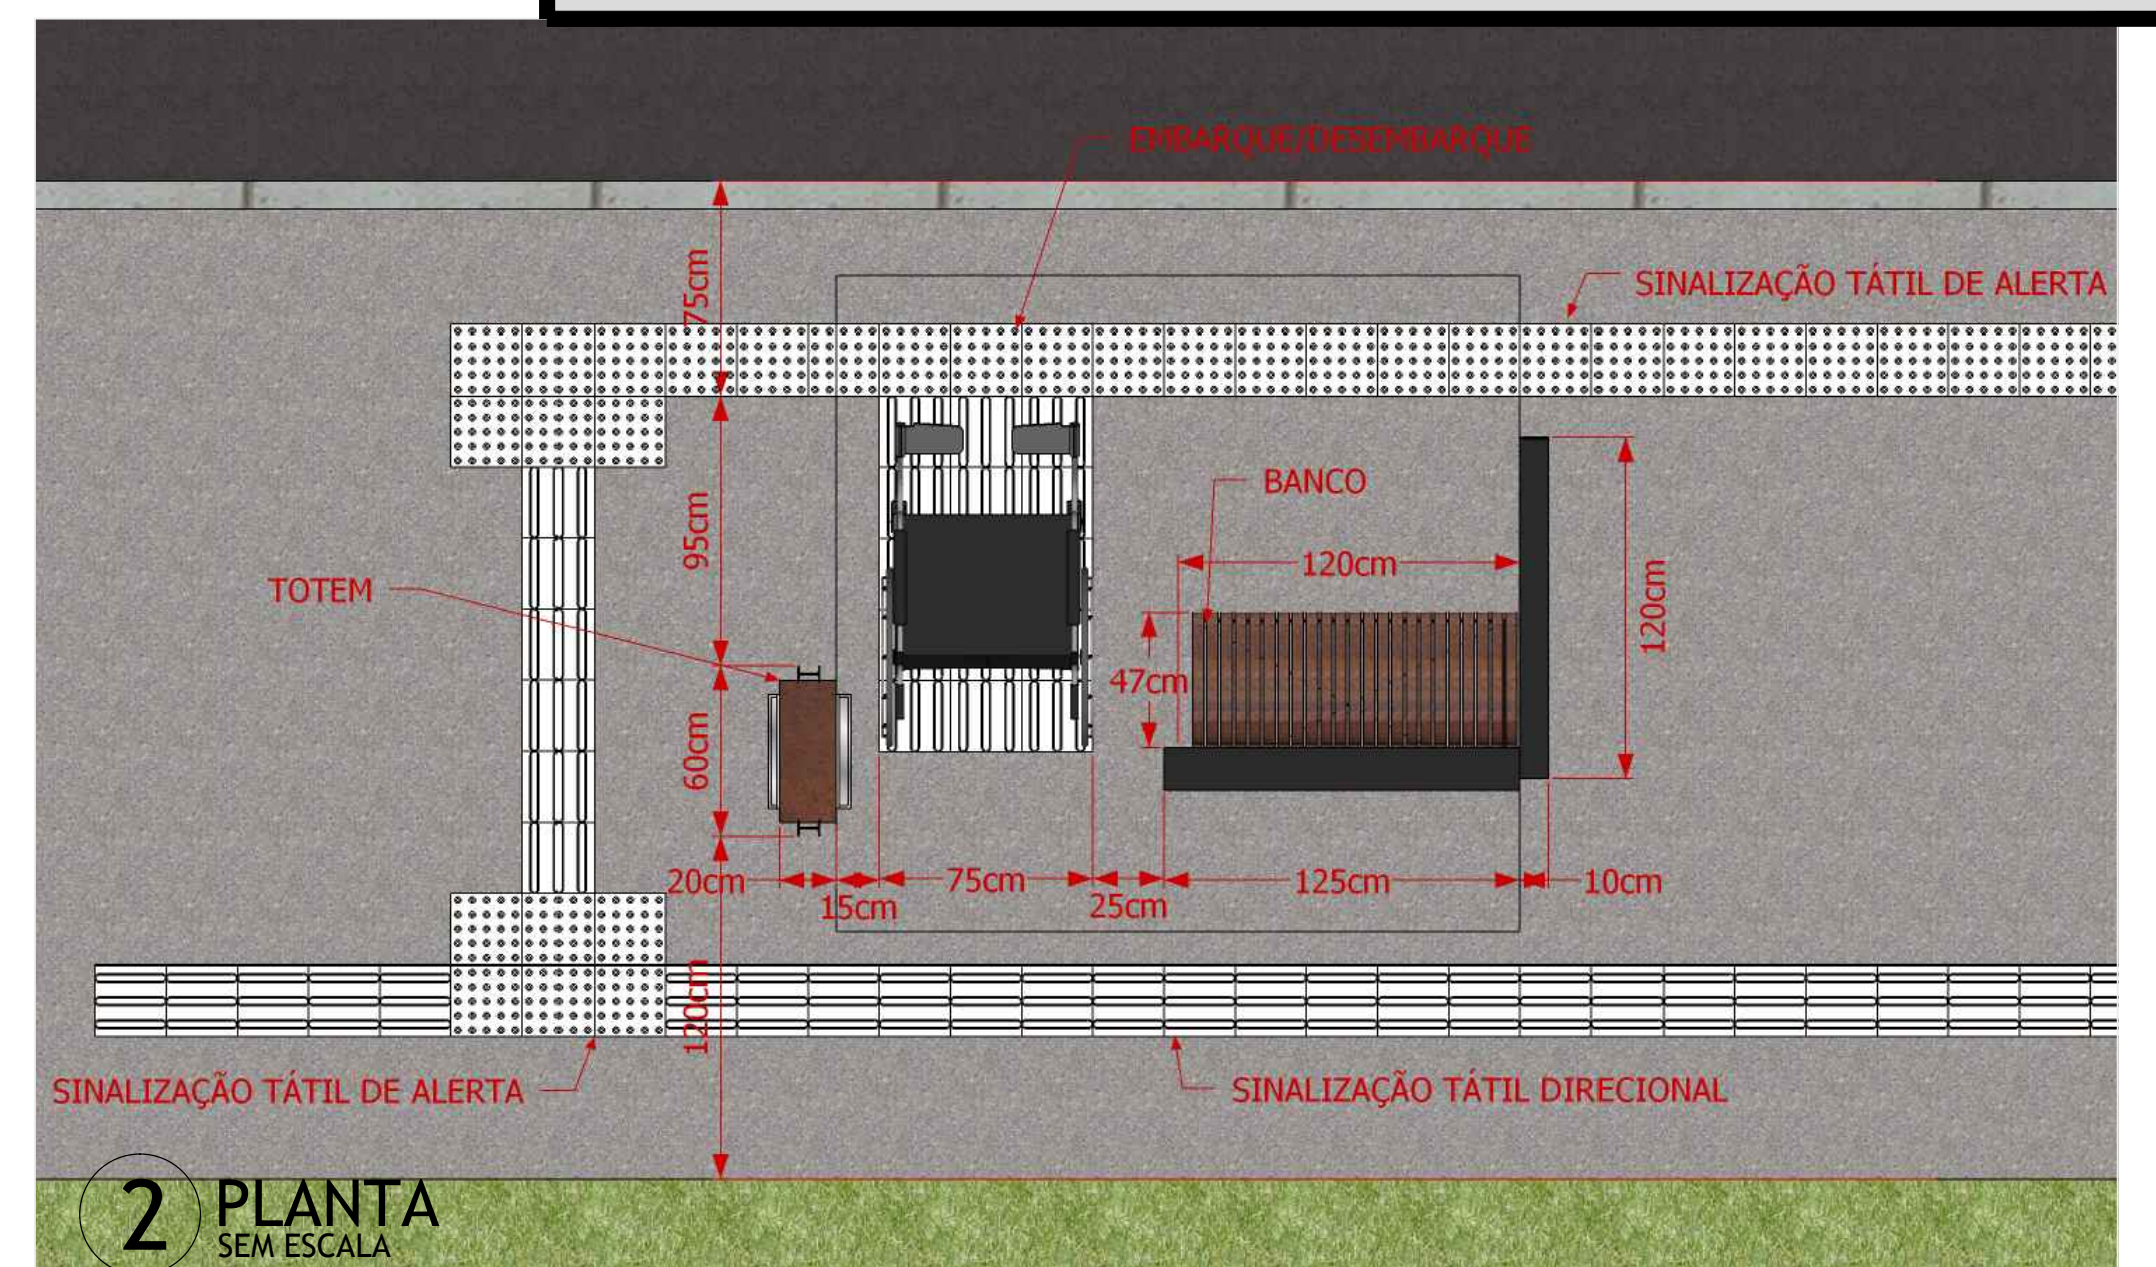 EMBARQUE/DESEMBARQUE
SINALIZAÇÃO TÁTIL DE ALERTA
75cm
BANCO
95cm
120cm
120cm
TOTEM
47cm
60cm
20cm
15cm
75cm
25cm
125cm
10cm
120cm
SINALIZAÇÃO TÁTIL DE ALERTA
SINALIZAÇÃO TÁTIL DIRECIONAL
2 PLANTA
SEM ESCALA